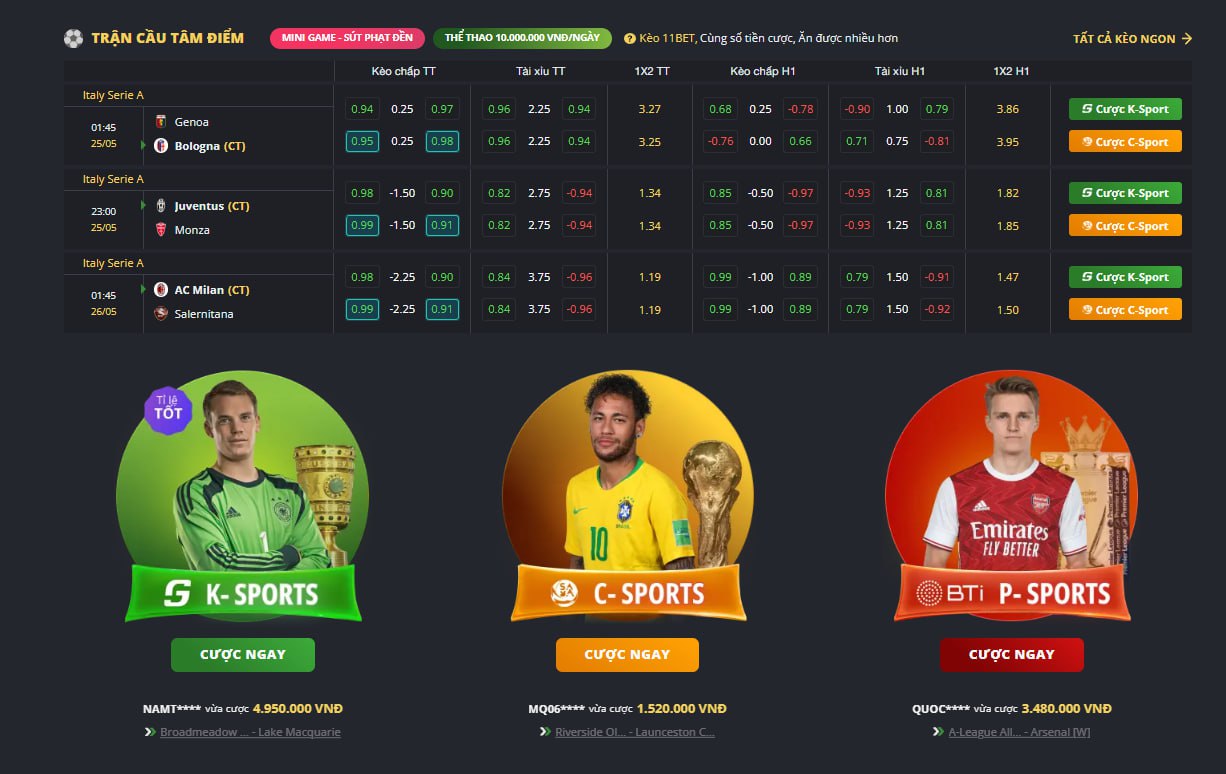 TRẬN CẦU TÂM ĐIỂM MINI GAME - SÚT PHẠT ĐỀN THỂ THAO 10.000.000 VNĐ/NGÀY ? Kèo 11BET, Cùng số tiền cược, Ăn được nhiều hơn TẤT CẢ KÈO NGON
Kèo chấp TT Tài xỉu TT 1X2 TT Kèo chấp H1 Tài xỉu H1 1X2 H1
Italy Serie A
0.94 0.25 0.97 0.96 2.25 0.94 3.27 0.68 0.25 -0.78 -0.90 1.00 0.79 3.86 Cược K-Sport
01:45 Genoa
25/05 Bologna (CT)
0.95 0.25 0.98 0.96 2.25 0.94 3.25 -0.76 0.00 0.66 0.71 0.75 -0.81 3.95 Cược C-Sport
Italy Serie A
0.98 -1.50 0.90 0.82 2.75 -0.94 1.34 0.85 -0.50 -0.97 -0.93 1.25 0.81 1.82 Cược K-Sport
23:00 Juventus (CT)
25/05 Monza
0.99 -1.50 0.91 0.82 2.75 -0.94 1.34 0.85 -0.50 -0.97 -0.93 1.25 0.81 1.85 Cược C-Sport
Italy Serie A
0.98 -2.25 0.90 0.84 3.75 -0.96 1.19 0.99 -1.00 0.89 0.79 1.50 -0.91 1.47 Cược K-Sport
01:45 AC Milan (CT)
26/05 Salernitana
0.99 -2.25 0.91 0.84 3.75 -0.96 1.19 0.99 -1.00 0.89 0.79 1.50 -0.92 1.50 Cược C-Sport
Tỉ lệ
TỐT
1
10
BRASIL
Emirates
FLY BETTER
Premier League
K- SPORTS
SABA
C- SPORTS
BTi P- SPORTS
CƯỢC NGAY CƯỢC NGAY CƯỢC NGAY
NAMT**** vừa cược 4.950.000 VNĐ MQ06**** vừa cược 1.520.000 VNĐ QUOC**** vừa cược 3.480.000 VNĐ
Broadmeadow ... - Lake Macquarie Riverside Ol... - Launceston C... A-League All... - Arsenal [W]